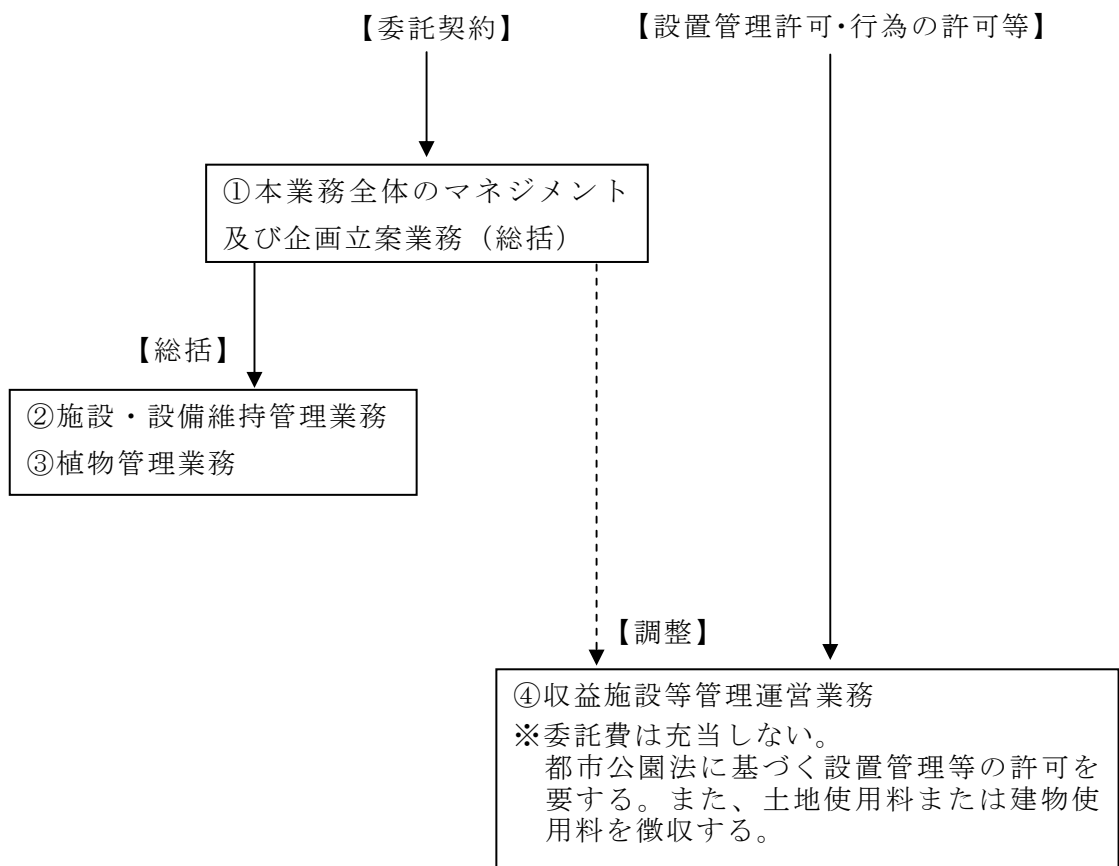 【委託契約】
【設置管理許可･行為の許可等】
①本業務全体のマネジメント
及び企画立案業務（総括）
【総括】
②施設・設備維持管理業務
③植物管理業務
【調整】
④収益施設等管理運営業務
※委託費は充当しない。
都市公園法に基づく設置管理等の許可を
要する。また、土地使用料または建物使
用料を徴収する。